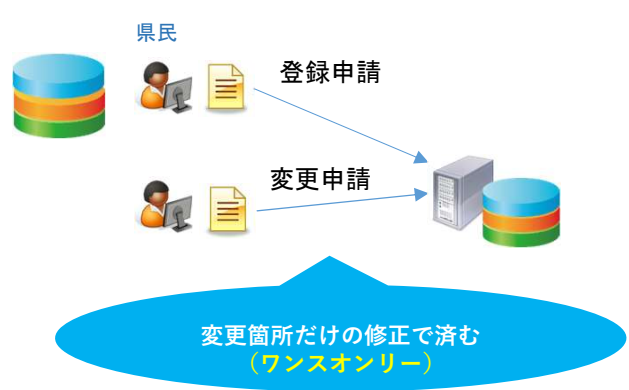 県民
登録申請
変更申請
変更箇所だけの修正で済む
（ワンスオンリー）